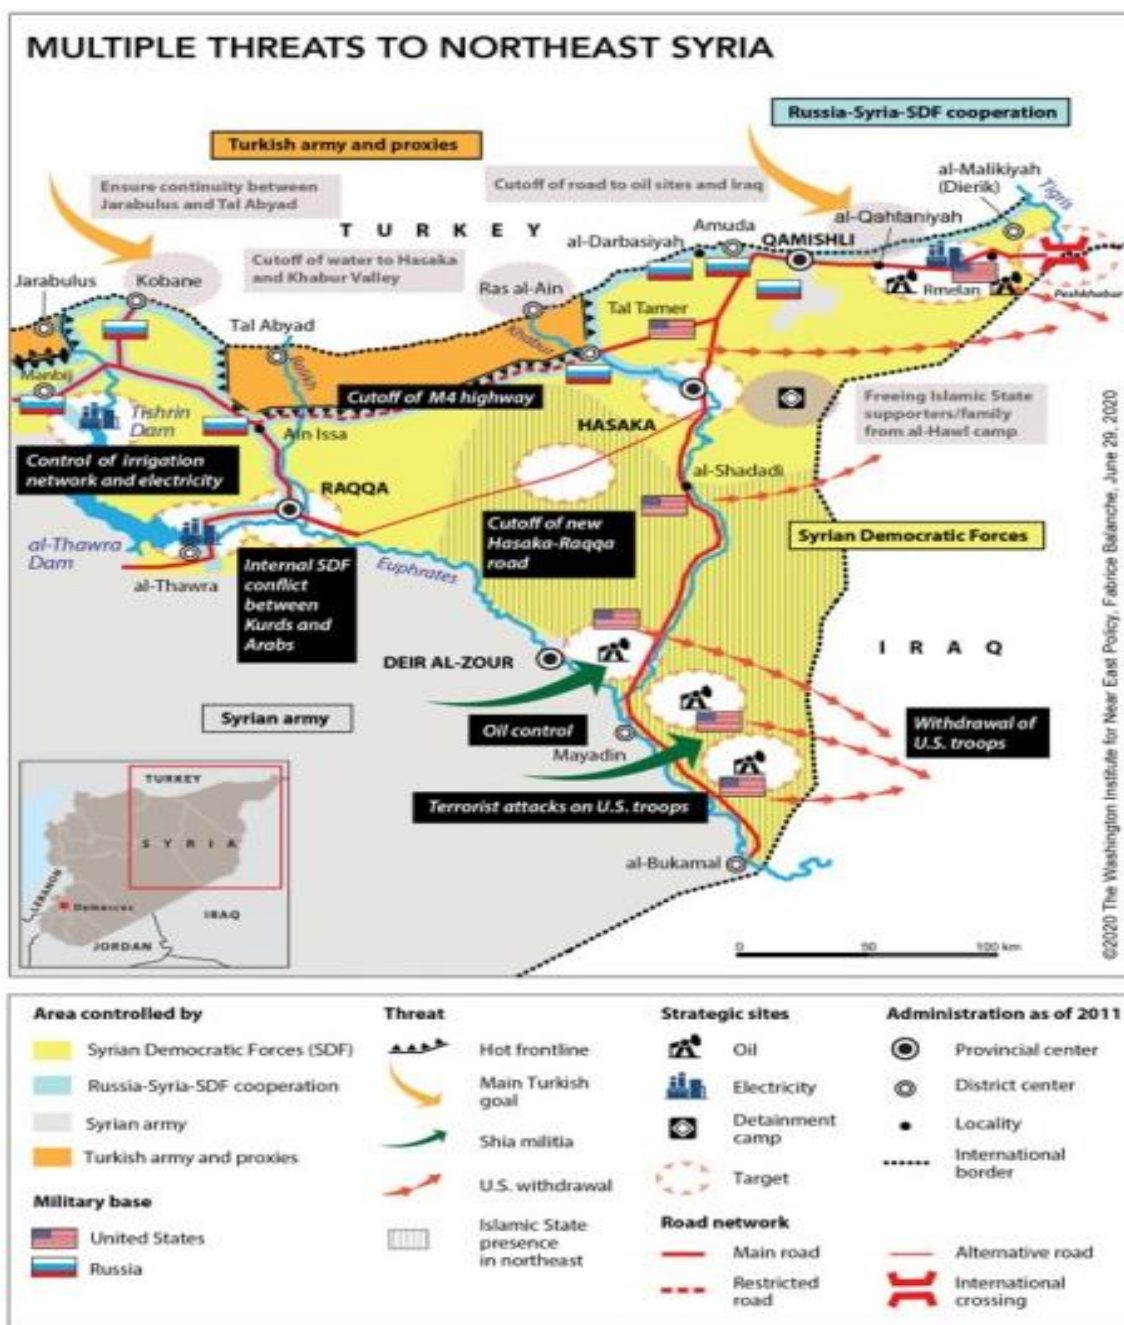 MULTIPLE THREATS TO NORTHEAST SYRIA
Russia-Syria-SDF cooperation
Turkish army and proxies
Ensure continuity between
Jarabulus and Tal Abyad
Cutoff of road to oil sites and Iraq
al-Malikiyah
(Dierik)
Tigris
TURKEY
al-Qahtaniyah
Amuda
al-Darbasiyah
QAMISHLI
Cutoff of water to Hasaka
and Khabur Valley
Jarabulus
Kobane
Ras al-Ain
Rmelan
Peshkhabur
Tal Abyad
Tal Tamer
Khabur
Balikh
Manbij
Cutoff of M4 highway
Freeing Islamic State
supporters/family
from al-Hawl camp
Tishrin
Dam
Ain Issa
HASAKA
Control of irrigation
network and electricity
RAQQA
al-Shadadi
Cutoff of new
Hasaka-Raqqa
road
Syrian Democratic Forces
al-Thawra
Dam
al-Thawra
Internal SDF
conflict
between
Kurds and
Arabs
Euphrates
IRAQ
DEIR AL-ZOUR
Syrian army
Oil control
Mayadin
Withdrawal of
U.S. troops
Terrorist attacks on U.S. troops
al-Bukamal
TURKEY
SYRIA
LEBANON
Damascus
IRAQ
JORDAN
0 50 100 km
©2020 The Washington Institute for Near East Policy, Fabrice Balanche, June 29, 2020
Area controlled by
Syrian Democratic Forces (SDF)
Russia-Syria-SDF cooperation
Syrian army
Turkish army and proxies
Military base
United States
Russia
Threat
Hot frontline
Main Turkish
goal
Shia militia
U.S. withdrawal
Islamic State
presence
in northeast
Strategic sites
Oil
Electricity
Detainment
camp
Target
Road network
Main road
Restricted
road
Administration as of 2011
Provincial center
District center
Locality
International
border
Alternative road
International
crossing